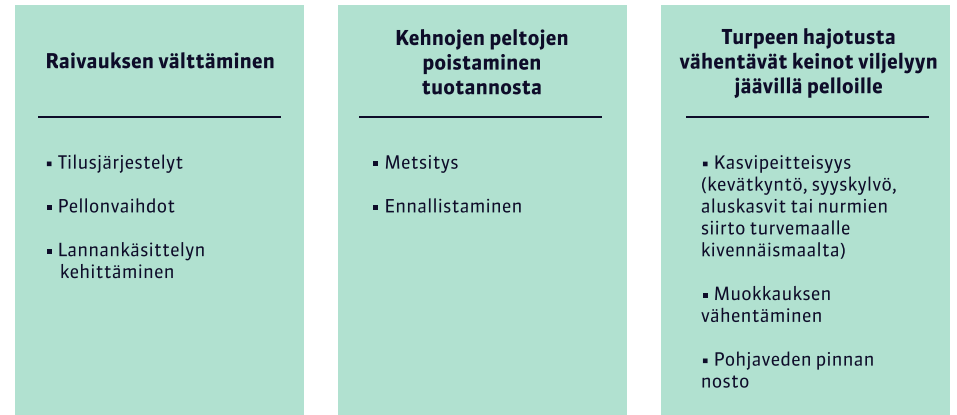 Raivauksen välttäminen
▪ Tilusjärjestelyt
▪ Pellonvaihdot
▪ Lannankäsittelyn
kehittäminen
Kehnojen peltojen
poistaminen
tuotannosta
▪ Metsitys
▪ Ennallistaminen
Turpeen hajotusta
vähentävät keinot viljelyyn
jäävillä pelloille
▪ Kasvipeitteisyys
(kevätkyntö, syyskylvö,
aluskasvit tai nurmien
siirto turvemaalle
kivennäismaalta)
▪ Muokkauksen
vähentäminen
▪ Pohjaveden pinnan
nosto